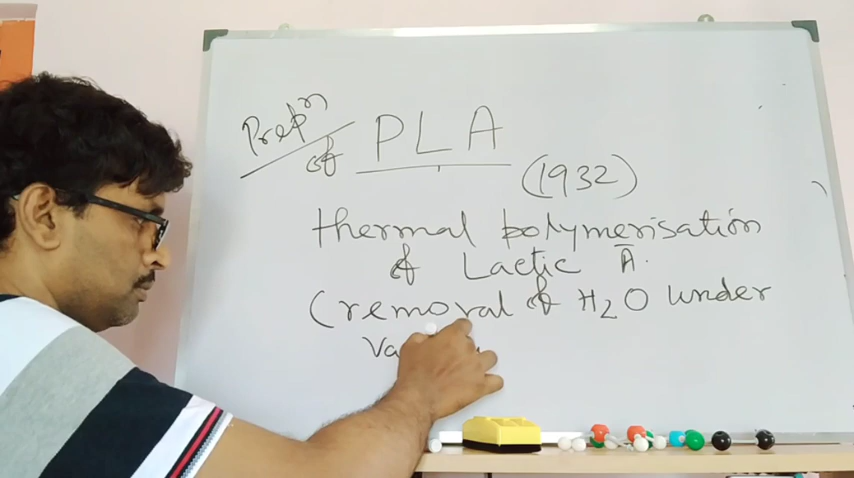 Prepⁿ of PLA
(1932)
thermal polymerisation
of Lactic A.
(removal of H₂O under